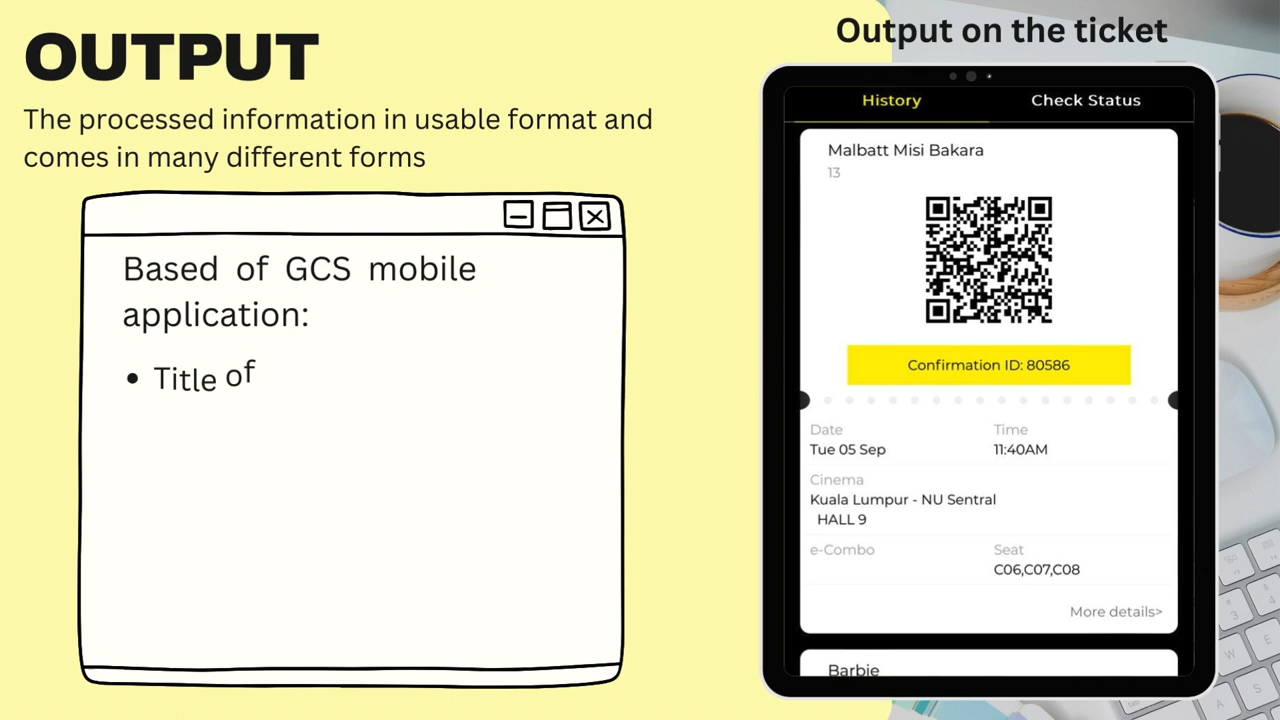 OUTPUT
The processed information in usable format and
comes in many different forms
Based of GCS mobile
application:
• Title of
Output on the ticket
History Check Status
Malbatt Misi Bakara
13
Confirmation ID: 80586
Date Time
Tue 05 Sep 11:40AM
Cinema
Kuala Lumpur - NU Sentral
HALL 9
e-Combo Seat
C06,C07,C08
More details>
Barbie